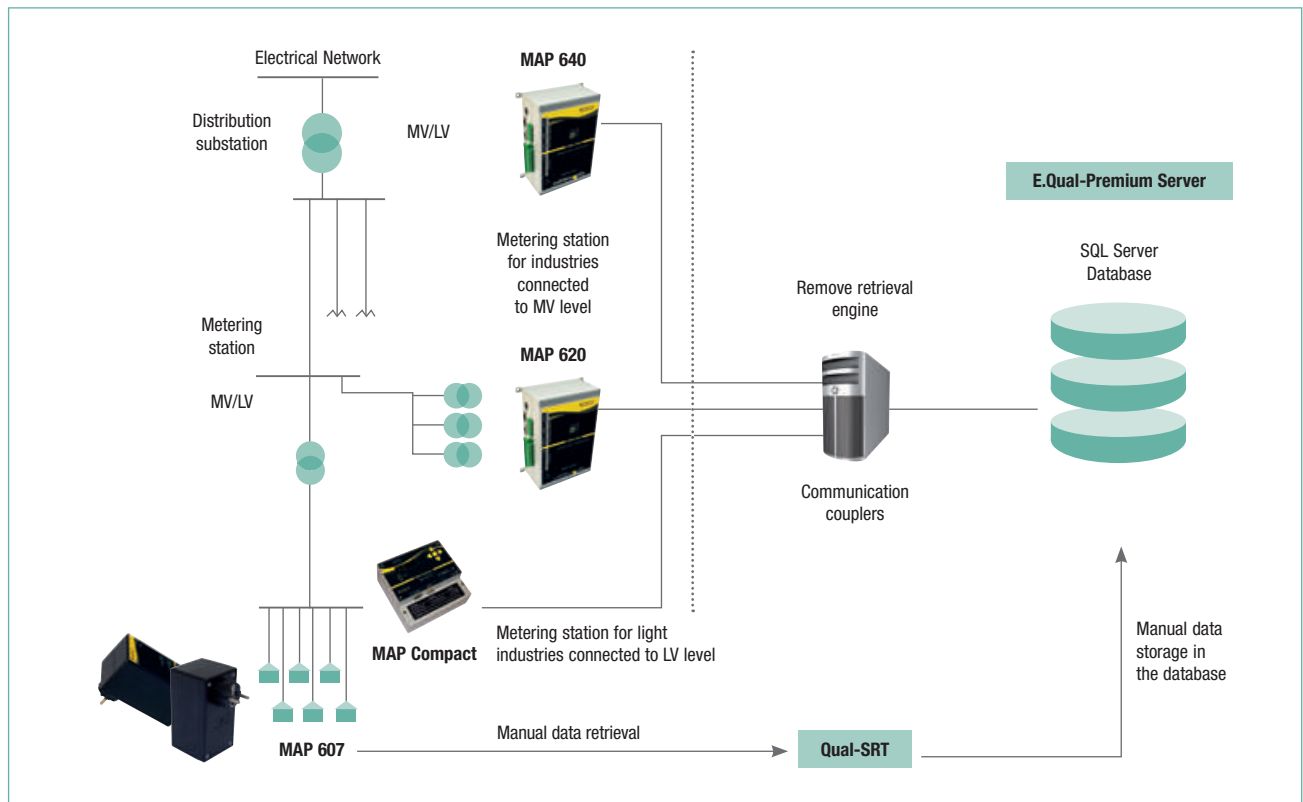 Electrical Network
MAP 640
Distribution
substation
MV/LV
E.Qual-Premium Server
Metering station
for industries
connected
to MV level
SQL Server
Database
Remove retrieval
engine
Metering
station
MV/LV
MAP 620
Communication
couplers
MAP Compact
Metering station for light
industries connected to LV level
Manual data
storage in
the database
MAP 607
Manual data retrieval
Qual-SRT